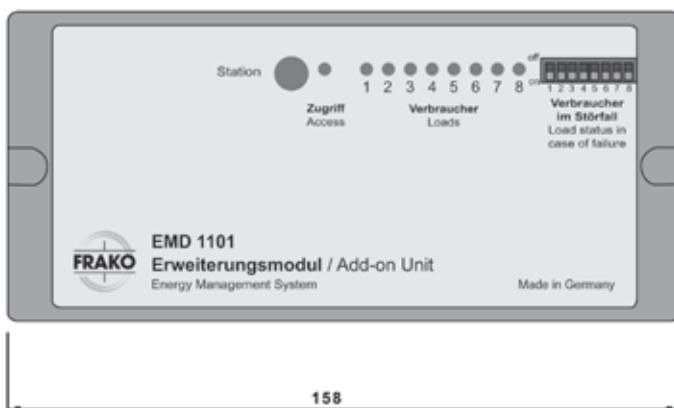 Station
Zugriff
Access
1 2 3 4 5 6 7 8
Verbraucher
Loads
off
on
1 2 3 4 5 6 7 8
Verbraucher
im Störfall
Load status in
case of failure
FRAKO
EMD 1101
Erweiterungsmodul / Add-on Unit
Energy Management System
Made in Germany
158